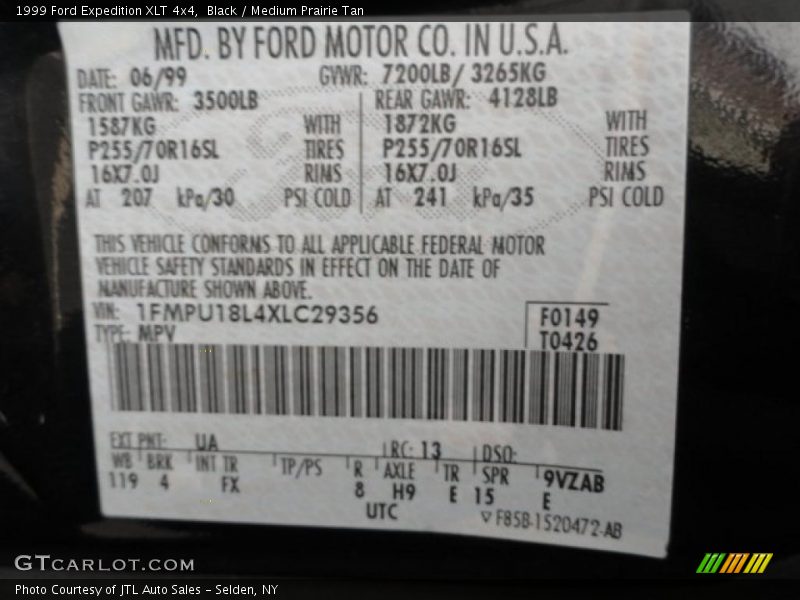 1999 Ford Expedition XLT 4x4,  Black / Medium Prairie Tan
MFD. BY FORD MOTOR CO. IN U.S.A.
DATE: 06/99 GVWR: 7200LB/ 3265KG
FRONT GAWR: 3500LB REAR GAWR: 4128LB
1587KG WITH 1872KG WITH
P255/70R16SL TIRES P255/70R16SL TIRES
16X7.0J RIMS 16X7.0J RIMS
AT 207 kPa/30 PSI COLD AT 241 kPa/35 PSI COLD
THIS VEHICLE CONFORMS TO ALL APPLICABLE FEDERAL MOTOR
VEHICLE SAFETY STANDARDS IN EFFECT ON THE DATE OF
MANUFACTURE SHOWN ABOVE.
VIN: 1FMPU18L4XLC29356 F0149
TYPE: MPV T0426
EXT PNT: UA RC: 13 DSO:
WB BRK INT TR TP/PS R AXLE TR SPR 9VZAB
119 4 FX 8 H9 E 15 E
UTC ▽ F85B-1520472-AB
GTCARLOT.COM
Photo Courtesy of JTL Auto Sales - Selden, NY